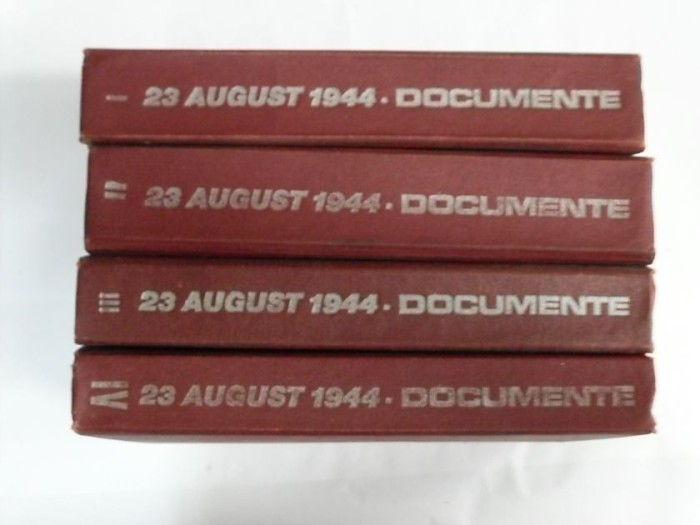 I 23 AUGUST 1944 · DOCUMENTE
II 23 AUGUST 1944 · DOCUMENTE
III 23 AUGUST 1944 · DOCUMENTE
IV 23 AUGUST 1944 · DOCUMENTE